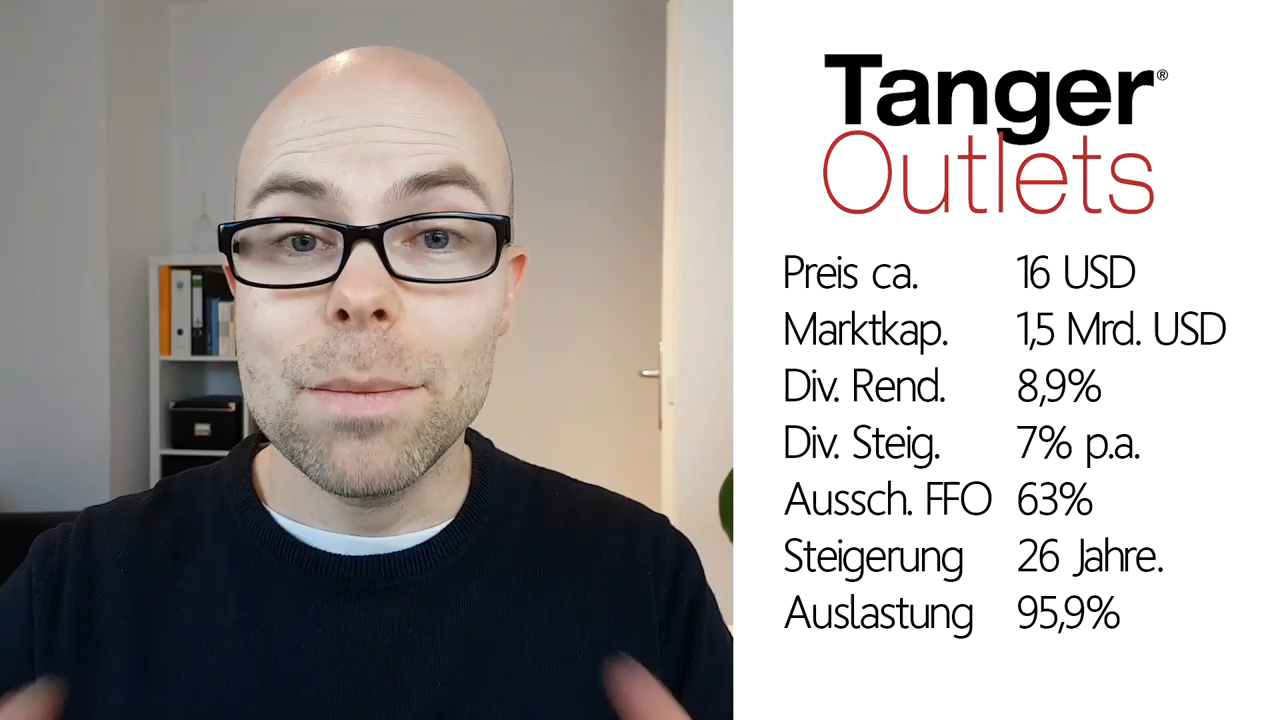 Tanger®
Outlets
Preis ca. 16 USD
Marktkap. 1,5 Mrd. USD
Div. Rend. 8,9%
Div. Steig. 7% p.a.
Aussch. FFO 63%
Steigerung 26 Jahre.
Auslastung 95,9%